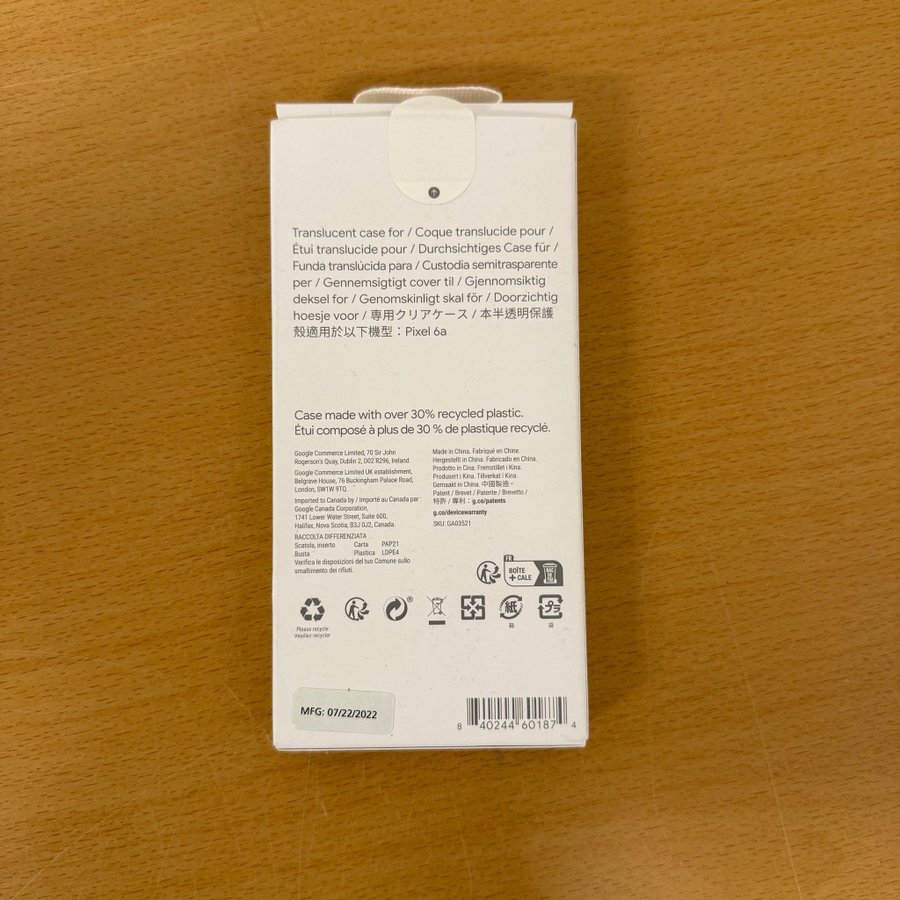 Translucent case for / Coque translucide pour /
Étui translucide pour / Durchsichtiges Case für /
Funda translúcida para / Custodia semitrasparente
per / Gennemsigtigt cover til / Gjennomsiktig
deksel for / Genomskinligt skal för / Doorzichtig
hoesje voor / 専用クリアケース / 本半透明保護
殼適用於以下機型：Pixel 6a
Case made with over 30% recycled plastic.
Étui composé à plus de 30 % de plastique recyclé.
Google Commerce Limited, 70 Sir John
Rogerson's Quay, Dublin 2, D02 R296, Ireland.
Google Commerce Limited UK establishment,
Belgrave House, 76 Buckingham Palace Road,
London, SW1W 9TQ.
Imported to Canada by / Importé au Canada par :
Google Canada Corporation,
1741 Lower Water Street, Suite 600,
Halifax, Nova Scotia, B3J 0J2, Canada.
RACCOLTA DIFFERENZIATA
Scatola, inserto Carta PAP21
Busta Plastica LDPE4
Verifica le disposizioni del tuo Comune sullo
smaltimento dei rifiuti.
Made in China. Fabriqué en Chine.
Hergestellt in China. Fabricado en China.
Prodotto in Cina. Fremstillet i Kina.
Produsert i Kina. Tillverkat i Kina.
Gemaakt in China. 中國製造。
Patent / Brevet / Patente / Brevetto /
特許 / 專利：g.co/patents
g.co/devicewarranty
SKU: GA03521
FR
BOÎTE
+ CALE
BAC DE TRI
Please recycle
Veuillez recycler
紙
箱
プラ
袋
MFG: 07/22/2022
8 40244 60187 4